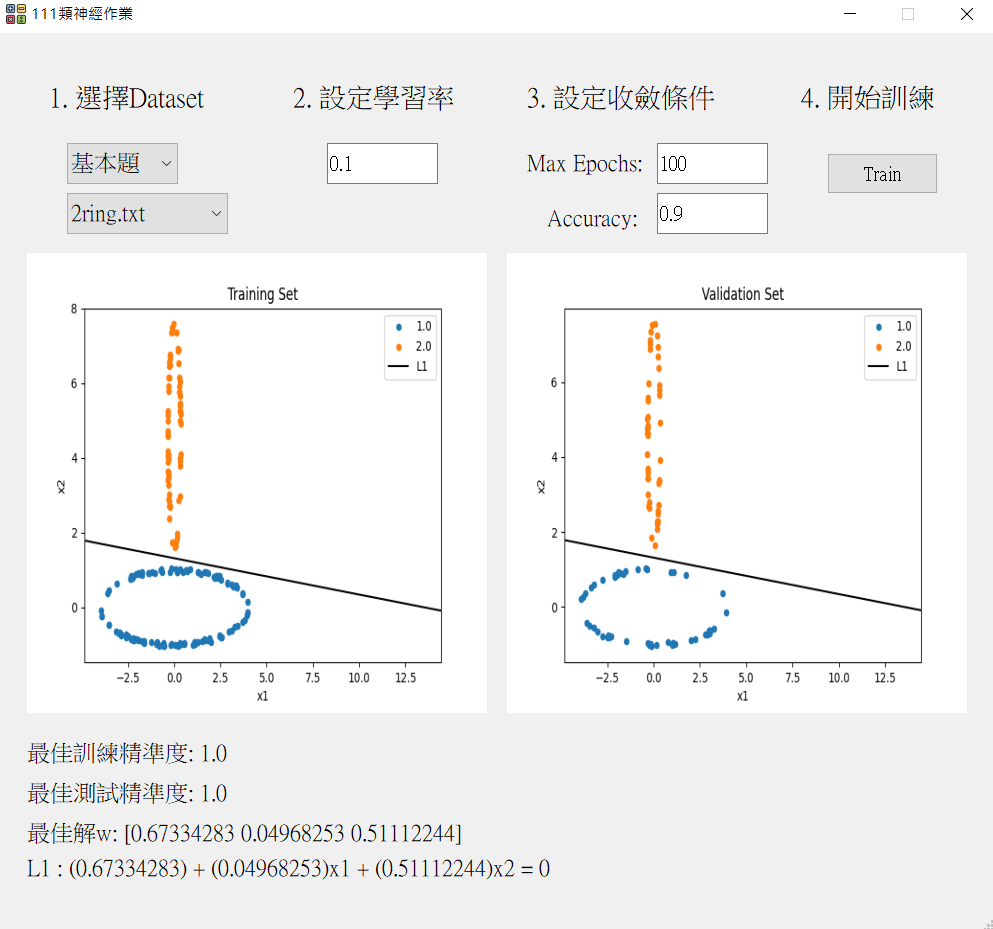 111類神經作業
1. 選擇Dataset
2. 設定學習率
3. 設定收斂條件
4. 開始訓練
基本題
2ring.txt
0.1
Max Epochs:
100
Accuracy:
0.9
Train
Training Set
1.0
2.0
L1
8
6
4
2
0
x2
−2.5 0.0 2.5 5.0 7.5 10.0 12.5
x1
Validation Set
1.0
2.0
L1
6
4
2
0
x2
−2.5 0.0 2.5 5.0 7.5 10.0 12.5
x1
最佳訓練精準度: 1.0
最佳測試精準度: 1.0
最佳解w: [0.67334283 0.04968253 0.51112244]
L1 : (0.67334283) + (0.04968253)x1 + (0.51112244)x2 = 0